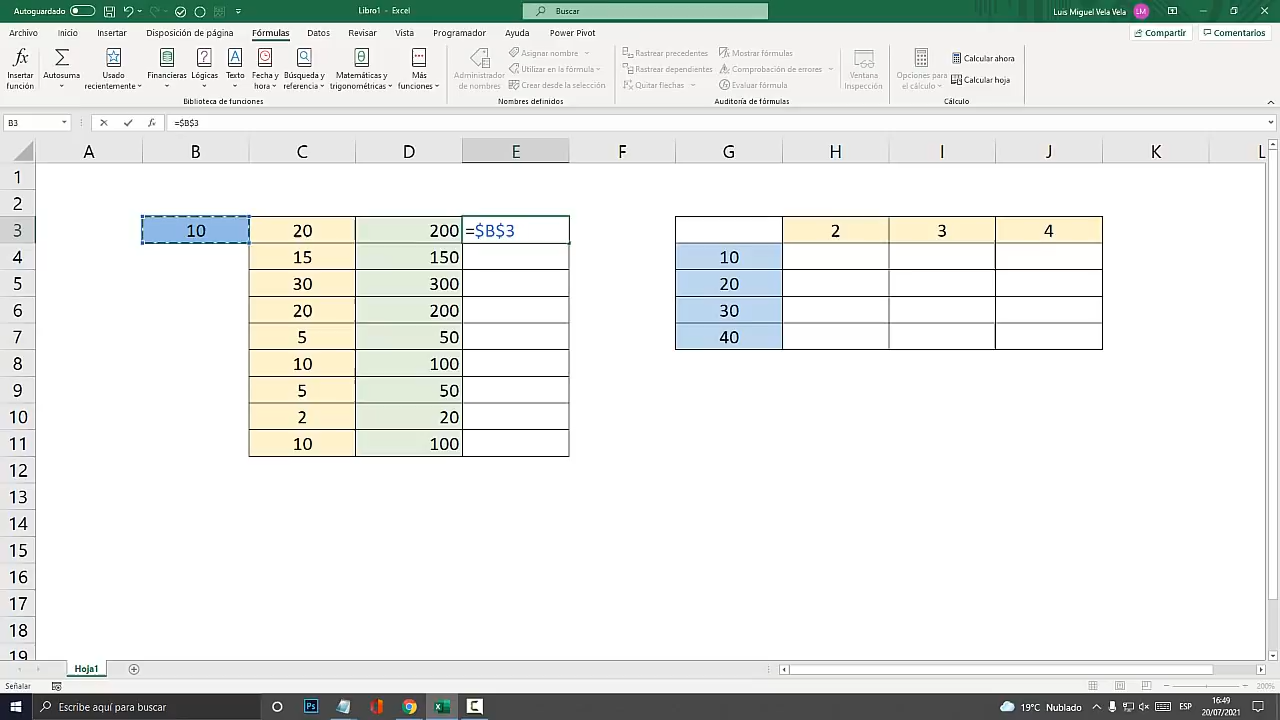 Autoguardado
Libro1 - Excel
Buscar
Luis Miguel Vela Vela
LM
Archivo
Inicio
Insertar
Disposición de página
Fórmulas
Datos
Revisar
Vista
Programador
Ayuda
Power Pivot
Compartir
Comentarios
Insertar función
Autosuma
Usado recientemente
Financieras
Lógicas
Texto
Fecha y hora
Búsqueda y referencia
Matemáticas y trigonométricas
Más funciones
Biblioteca de funciones
Administrador de nombres
Asignar nombre
Utilizar en la fórmula
Crear desde la selección
Nombres definidos
Rastrear precedentes
Rastrear dependientes
Quitar flechas
Mostrar fórmulas
Comprobación de errores
Evaluar fórmula
Auditoría de fórmulas
Ventana Inspección
Opciones para el cálculo
Calcular ahora
Calcular hoja
Cálculo
B3
fx
=$B$3
A B C D E F G H I J K L
1
2
3 10 20 200 =$B$3 2 3 4
4 15 150 10
5 30 300 20
6 20 200 30
7 5 50 40
8 10 100
9 5 50
10 2 20
11 10 100
12
13
14
15
16
17
18
19
Hoja1
Señalar
200%
Escribe aquí para buscar
Ps
19°C Nublado
ESP
16:49
20/07/2021